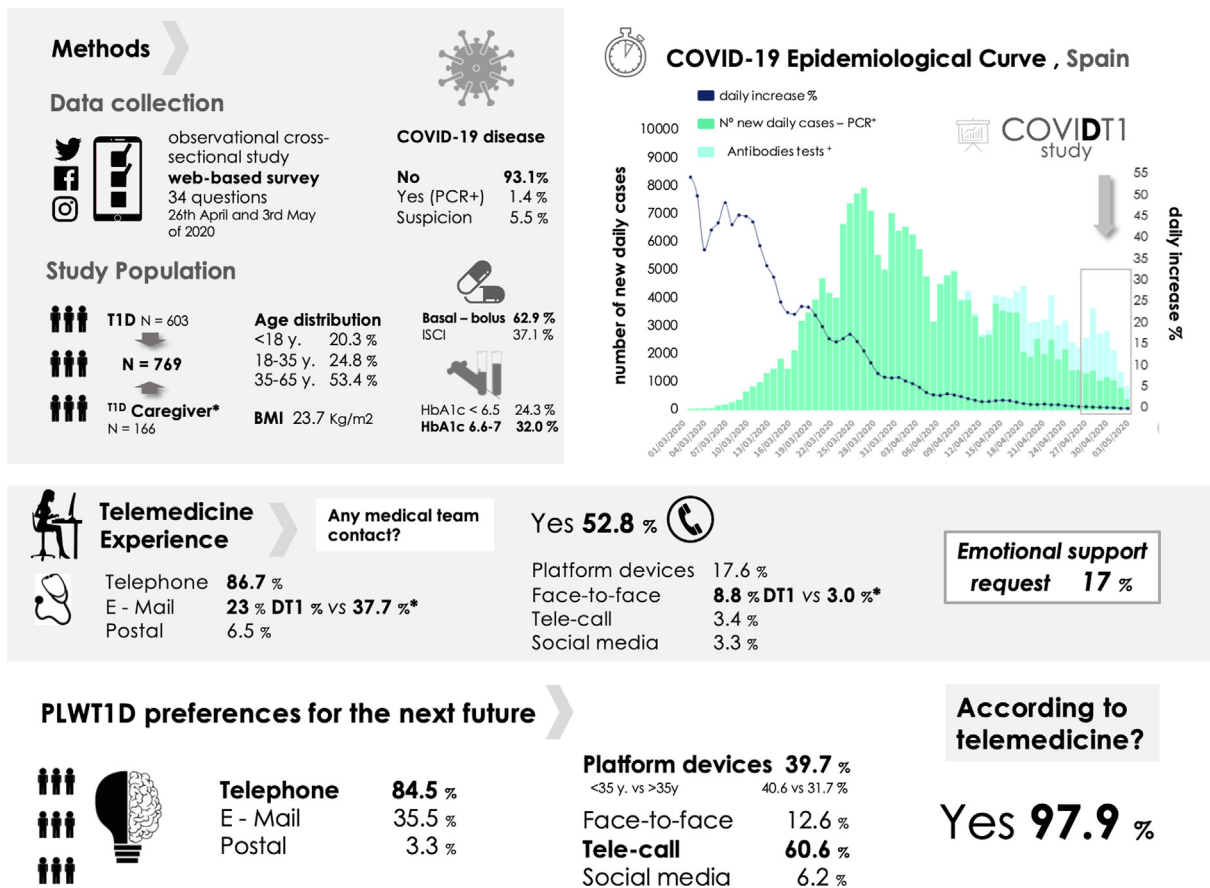 Methods
Data collection
observational cross-
sectional study
web-based survey
34 questions
26th April and 3rd May
of 2020
COVID-19 disease
No 93.1%
Yes (PCR+) 1.4 %
Suspicion 5.5 %
Study Population
T1D N = 603
N = 769
T1D Caregiver*
N = 166
Age distribution
<18 y. 20.3 %
18-35 y. 24.8 %
35-65 y. 53.4 %
BMI 23.7 Kg/m2
Basal – bolus 62.9 %
ISCI 37.1 %
HbA1c < 6.5 24.3 %
HbA1c 6.6-7 32.0 %
COVID-19 Epidemiological Curve , Spain
daily increase %
Nº new daily cases – PCR+
Antibodies tests +
COVIDT1
study
number of new daily cases
10000
9000
8000
7000
6000
5000
4000
3000
2000
1000
0
55
50
45
40
35
30
25
20
15
10
5
0
daily increase %
01/03/2020
04/03/2020
07/03/2020
10/03/2020
13/03/2020
16/03/2020
19/03/2020
22/03/2020
25/03/2020
28/03/2020
31/03/2020
03/04/2020
06/04/2020
09/04/2020
12/04/2020
15/04/2020
18/04/2020
21/04/2020
24/04/2020
27/04/2020
30/04/2020
03/05/2020
Telemedicine
Experience
Any medical team
contact?
Yes 52.8 %
Telephone 86.7 %
E - Mail 23 % DT1 % vs 37.7 %*
Postal 6.5 %
Platform devices 17.6 %
Face-to-face 8.8 % DT1 vs 3.0 %*
Tele-call 3.4 %
Social media 3.3 %
Emotional support
request 17 %
PLWT1D preferences for the next future
Telephone 84.5 %
E - Mail 35.5 %
Postal 3.3 %
Platform devices 39.7 %
<35 y. vs >35y 40.6 vs 31.7 %
Face-to-face 12.6 %
Tele-call 60.6 %
Social media 6.2 %
According to
telemedicine?
Yes 97.9 %